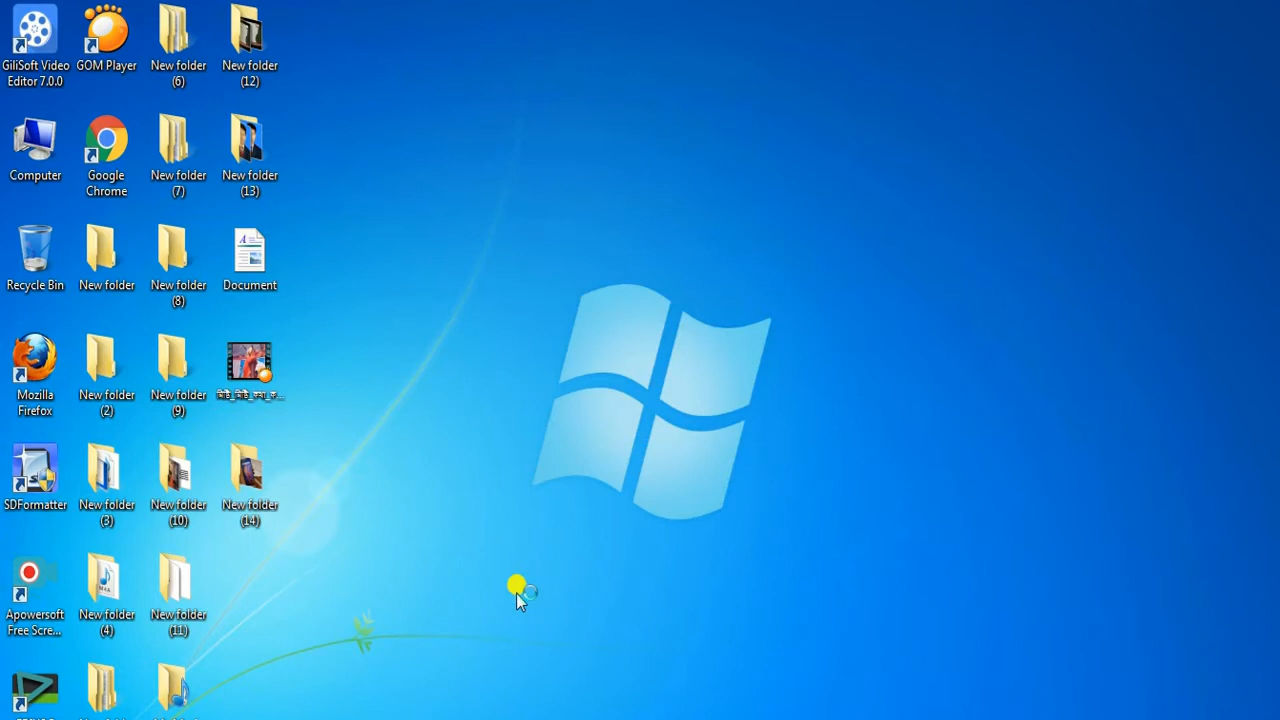 GiliSoft Video
Editor 7.0.0
GOM Player
New folder
(6)
New folder
(12)
Computer
Google
Chrome
New folder
(7)
New folder
(13)
Recycle Bin
New folder
New folder
(8)
Document
Mozilla
Firefox
New folder
(2)
New folder
(9)
SDFormatter
New folder
(3)
New folder
(10)
New folder
(14)
Apowersoft
Free Scre...
New folder
(4)
New folder
(11)